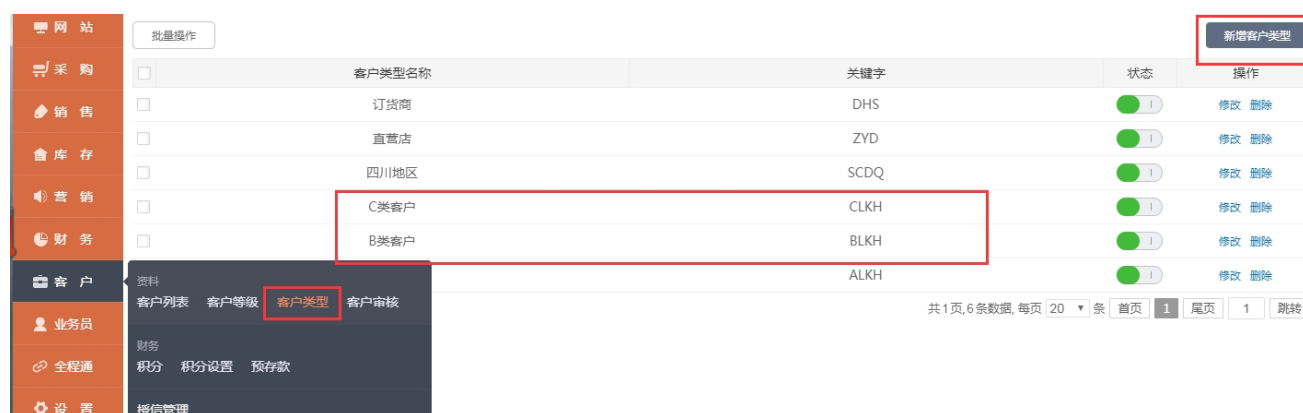 网 站
采 购
销 售
库 存
营 销
财 务
客 户
业务员
全程通
设 置
批量操作
新增客户类型
客户类型名称 关键字 状态 操作
订货商 DHS 修改 删除
直营店 ZYD 修改 删除
四川地区 SCDQ 修改 删除
C类客户 CLKH 修改 删除
B类客户 BLKH 修改 删除
ALKH 修改 删除
资料
客户列表 客户等级 客户类型 客户审核
共1页,6条数据,每页 20 条 首页 1 尾页 1 跳转
财务
积分 积分设置 预存款
授信管理